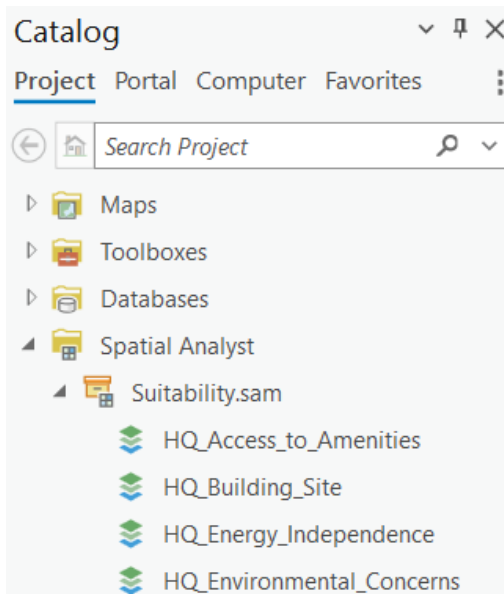 Catalog
Project Portal Computer Favorites
Search Project
Maps
Toolboxes
Databases
Spatial Analyst
Suitability.sam
HQ_Access_to_Amenities
HQ_Building_Site
HQ_Energy_Independence
HQ_Environmental_Concerns